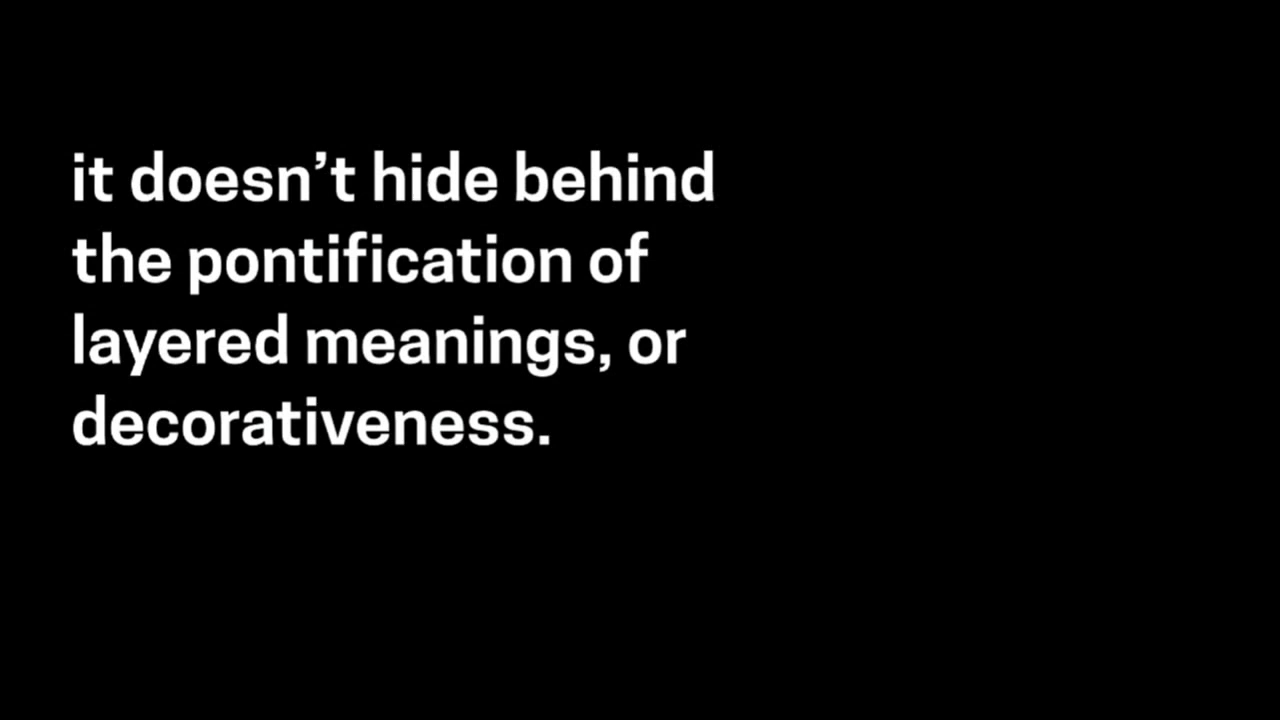 it doesn’t hide behind
the pontification of
layered meanings, or
decorativeness.